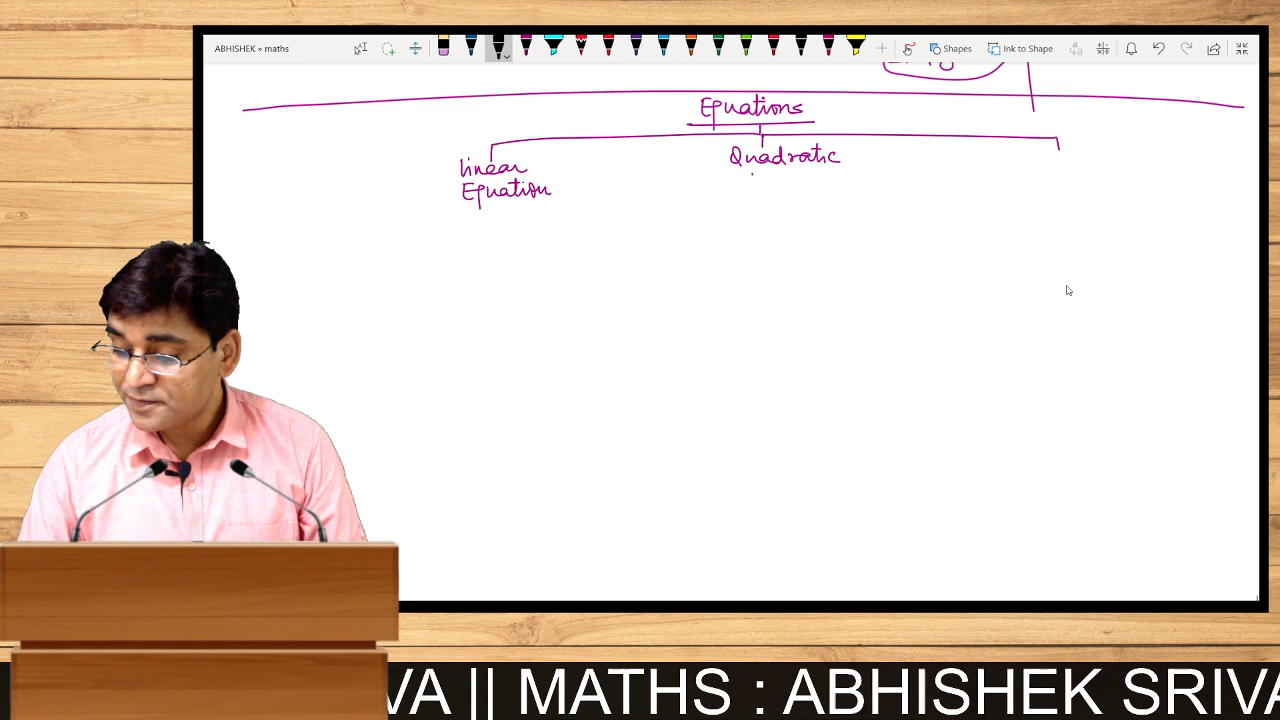 ABHISHEK » maths
Shapes
Ink to Shape
Equations
Linear
Equation
Quadratic
VA || MATHS : ABHISHEK SRIVA